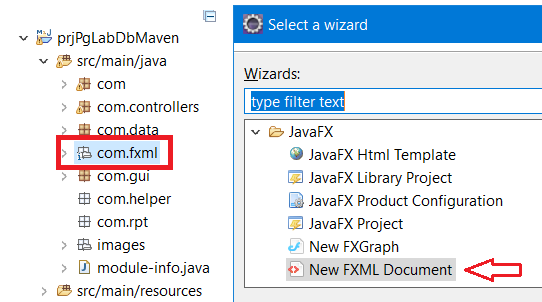 prjPgLabDbMaven
src/main/java
com
com.controllers
com.data
com.fxml
com.gui
com.helper
com.rpt
images
module-info.java
src/main/resources
Select a wizard
Wizards:
type filter text
JavaFX
JavaFX Html Template
JavaFX Library Project
JavaFX Product Configuration
JavaFX Project
New FXGraph
New FXML Document